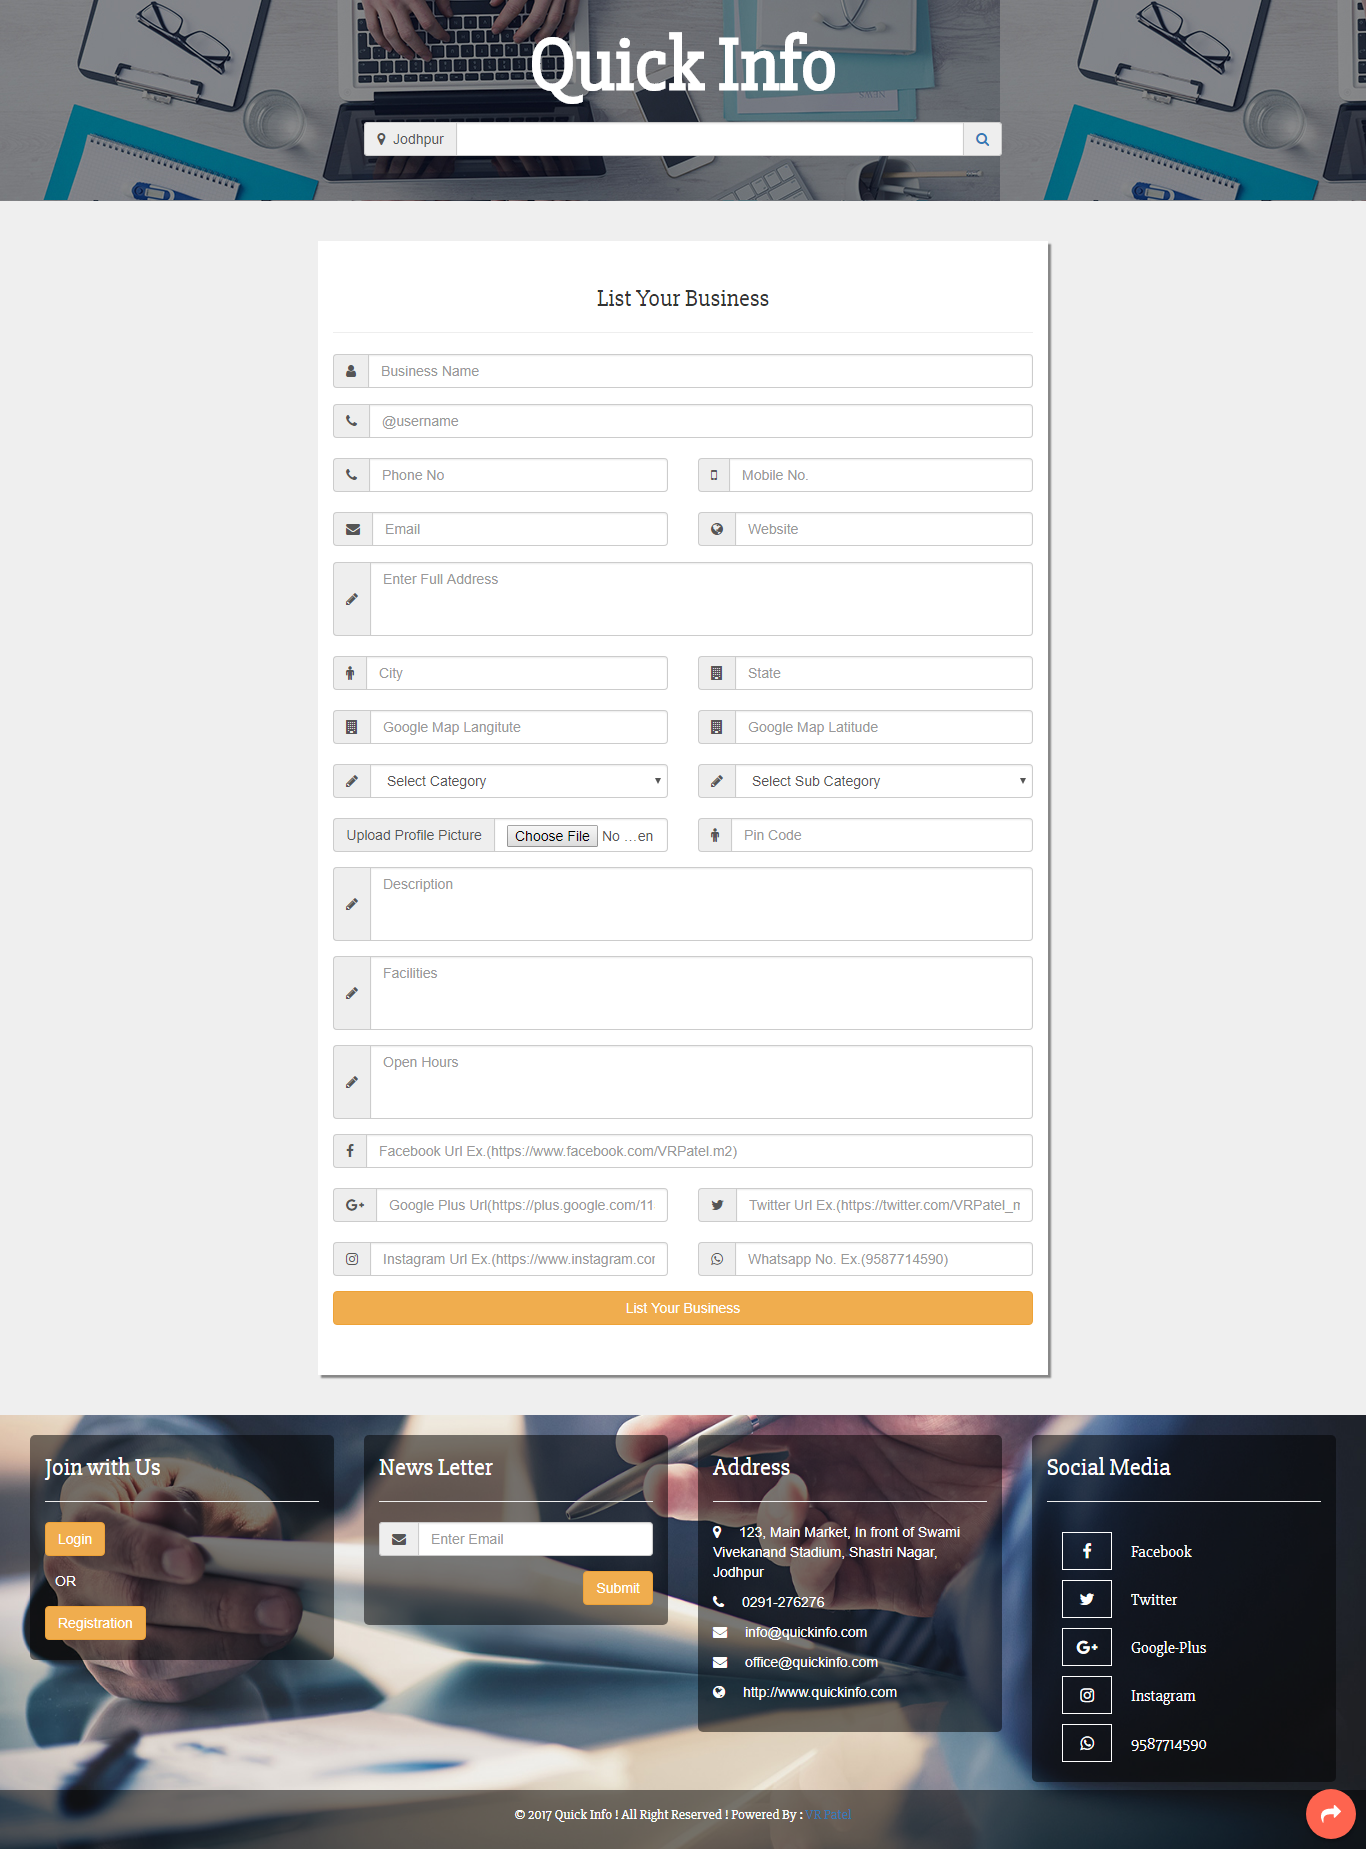 Quick Info
Jodhpur
List Your Business
Business Name
@username
Phone No
Mobile No.
Email
Website
Enter Full Address
City
State
Google Map Langitute
Google Map Latitude
Select Category
Select Sub Category
Upload Profile Picture
Choose File No ...en
Pin Code
Description
Facilities
Open Hours
Facebook Url Ex.(https://www.facebook.com/VRPatel.m2)
Google Plus Url(https://plus.google.com/11
Twitter Url Ex.(https://twitter.com/VRPatel_
Instagram Url Ex.(https://www.instagram.co
Whatsapp No. Ex.(9587714590)
List Your Business
Join with Us
Login
OR
Registration
News Letter
Enter Email
Submit
Address
123, Main Market, In front of Swami
Vivekanand Stadium, Shastri Nagar,
Jodhpur
0291-276276
info@quickinfo.com
office@quickinfo.com
http://www.quickinfo.com
Social Media
Facebook
Twitter
Google-Plus
Instagram
9587714590
© 2017 Quick Info ! All Right Reserved ! Powered By : VR Patel